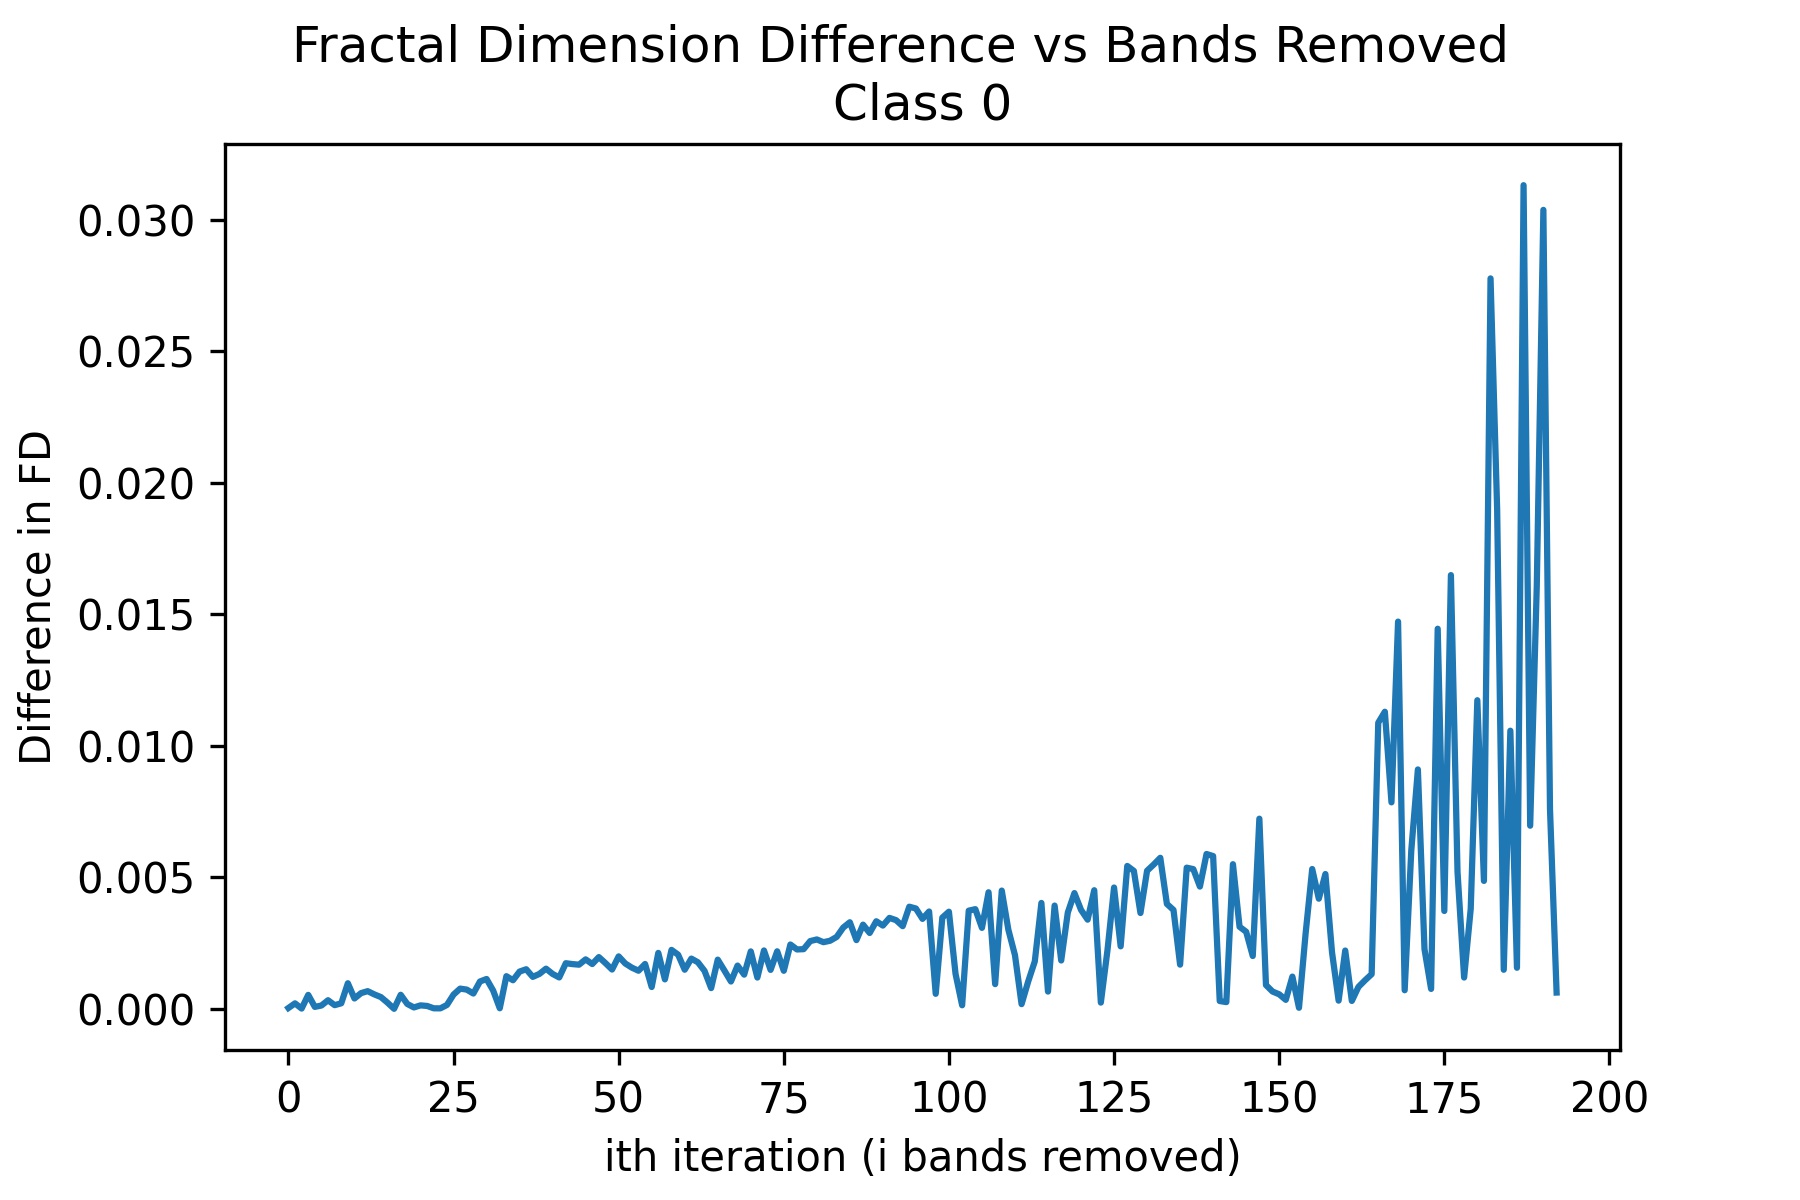 Fractal Dimension Difference vs Bands Removed
Class 0
0.030
0.025
0.020
0.015
0.010
0.005
0.000
Difference in FD
0 25 50 75 100 125 150 175 200
ith iteration (i bands removed)